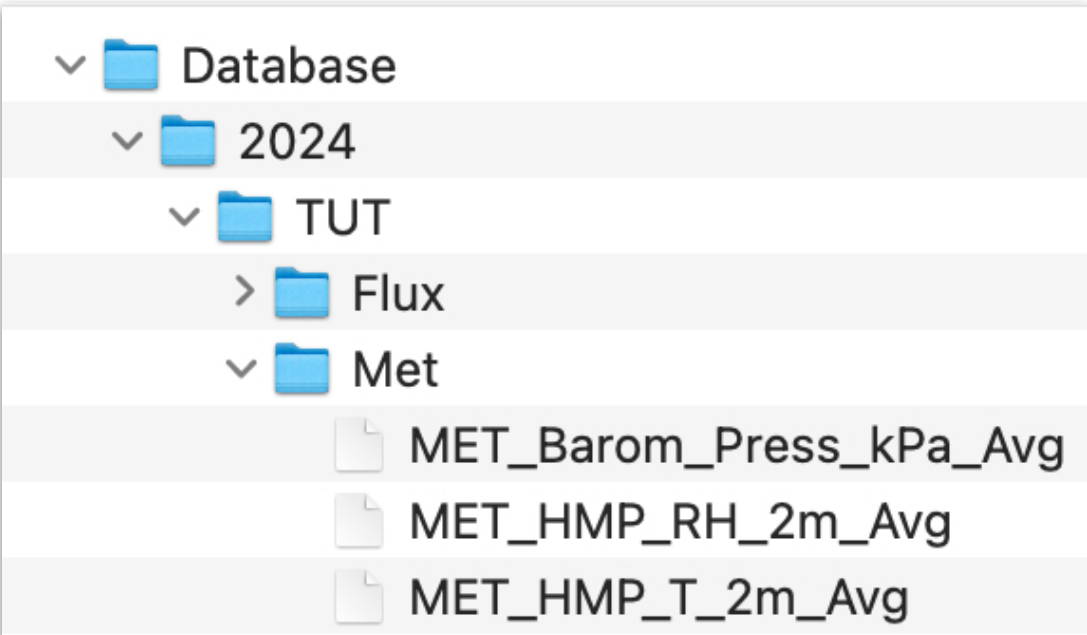 Database
2024
TUT
Flux
Met
MET_Barom_Press_kPa_Avg
MET_HMP_RH_2m_Avg
MET_HMP_T_2m_Avg